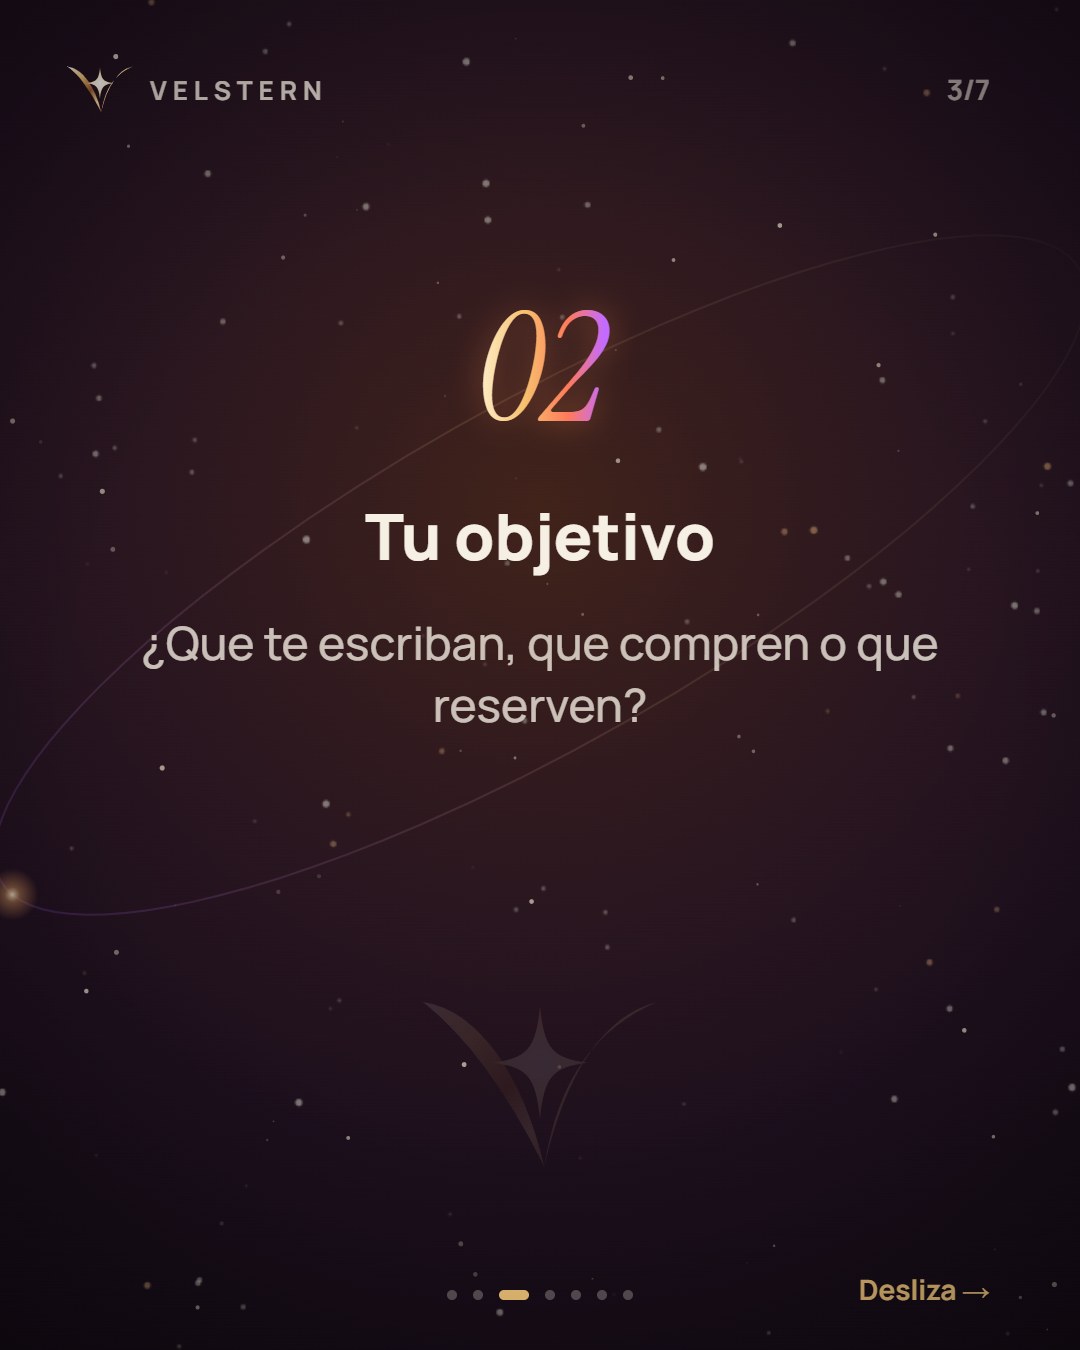 VELSTERN
3/7
02
Tu objetivo
¿Que te escriban, que compren o que
reserven?
Desliza →